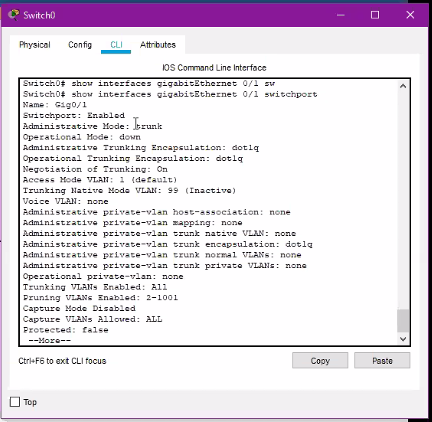 Switch0
Physical Config CLI Attributes
IOS Command Line Interface
Switch0# show interfaces gigabitEthernet 0/1 sw
Switch0# show interfaces gigabitEthernet 0/1 switchport
Name: Gig0/1
Switchport: Enabled
Administrative Mode: trunk
Operational Mode: down
Administrative Trunking Encapsulation: dot1q
Operational Trunking Encapsulation: dot1q
Negotiation of Trunking: On
Access Mode VLAN: 1 (default)
Trunking Native Mode VLAN: 99 (Inactive)
Voice VLAN: none
Administrative private-vlan host-association: none
Administrative private-vlan mapping: none
Administrative private-vlan trunk native VLAN: none
Administrative private-vlan trunk encapsulation: dot1q
Administrative private-vlan trunk normal VLANs: none
Administrative private-vlan trunk private VLANs: none
Operational private-vlan: none
Trunking VLANs Enabled: All
Pruning VLANs Enabled: 2-1001
Capture Mode Disabled
Capture VLANs Allowed: ALL
Protected: false
--More--
Ctrl+F6 to exit CLI focus
Copy Paste
Top